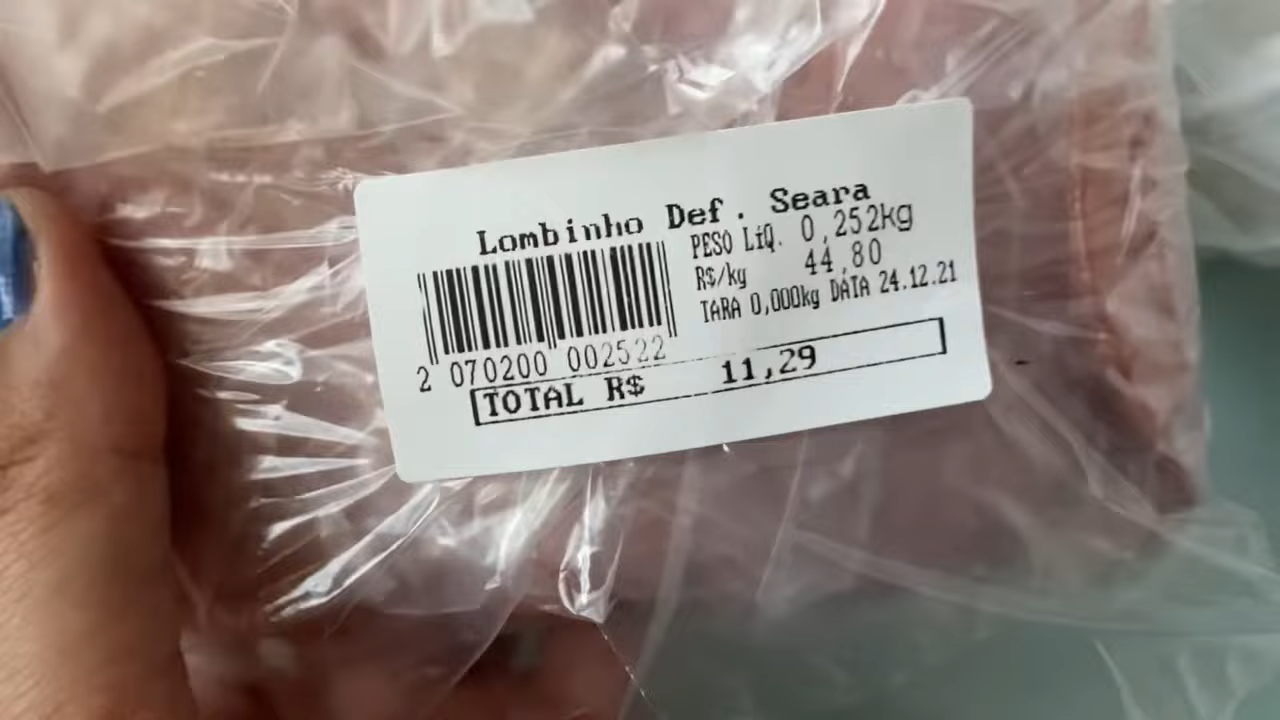 Lombinho Def. Seara
PESO LíQ. 0,252kg
R$/kg 44,80
TARA 0,000kg DATA 24.12.21
2 070200 002522
TOTAL R$ 11,29